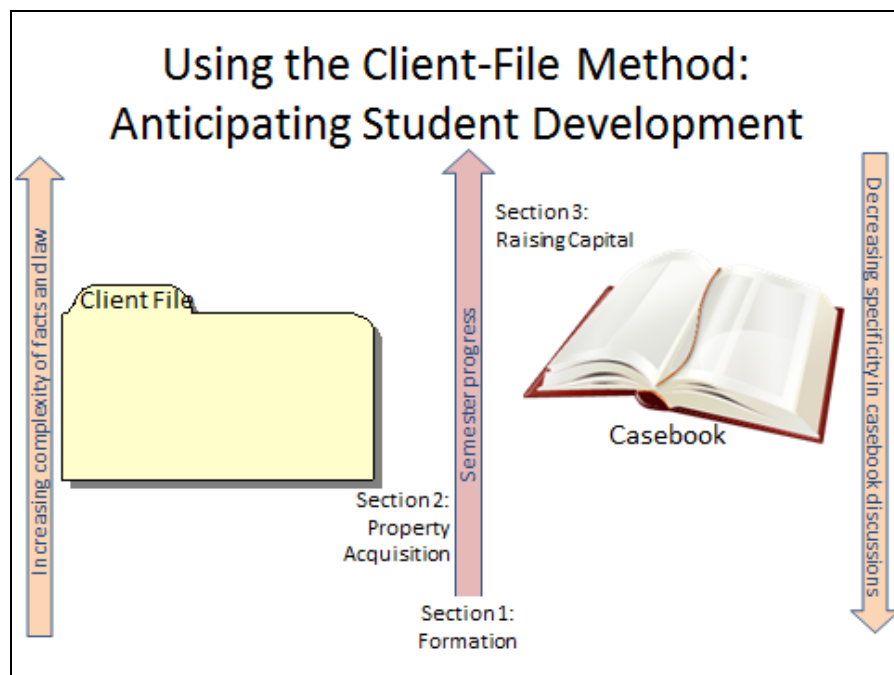 Using the Client-File Method:
Anticipating Student Development
Increasing complexity of facts and law
Client File
Semester progress
Section 3:
Raising Capital
Casebook
Section 2:
Property
Acquisition
Section 1:
Formation
Decreasing specificity in casebook discussions